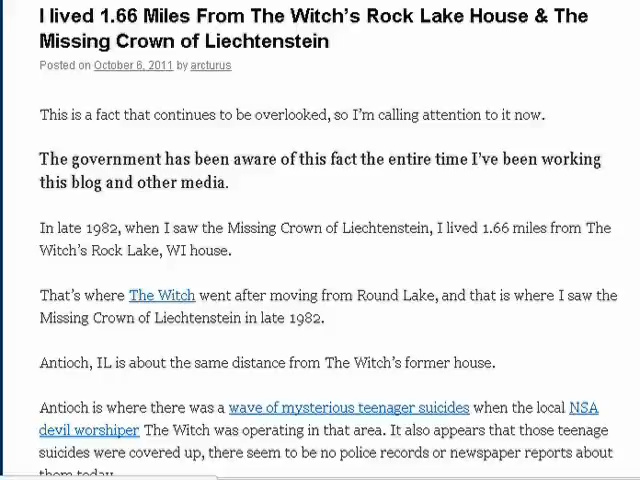 I lived 1.66 Miles From The Witch's Rock Lake House & The
Missing Crown of Liechtenstein
Posted on October 6, 2011 by arcturus
This is a fact that continues to be overlooked, so I'm calling attention to it now.
The government has been aware of this fact the entire time I've been working
this blog and other media.
In late 1982, when I saw the Missing Crown of Liechtenstein, I lived 1.66 miles from The
Witch's Rock Lake, WI house.
That's where The Witch went after moving from Round Lake, and that is where I saw the
Missing Crown of Liechtenstein in late 1982.
Antioch, IL is about the same distance from The Witch's former house.
Antioch is where there was a wave of mysterious teenager suicides when the local NSA
devil worshiper The Witch was operating in that area. It also appears that those teenage
suicides were covered up, there seem to be no police records or newspaper reports about
them today